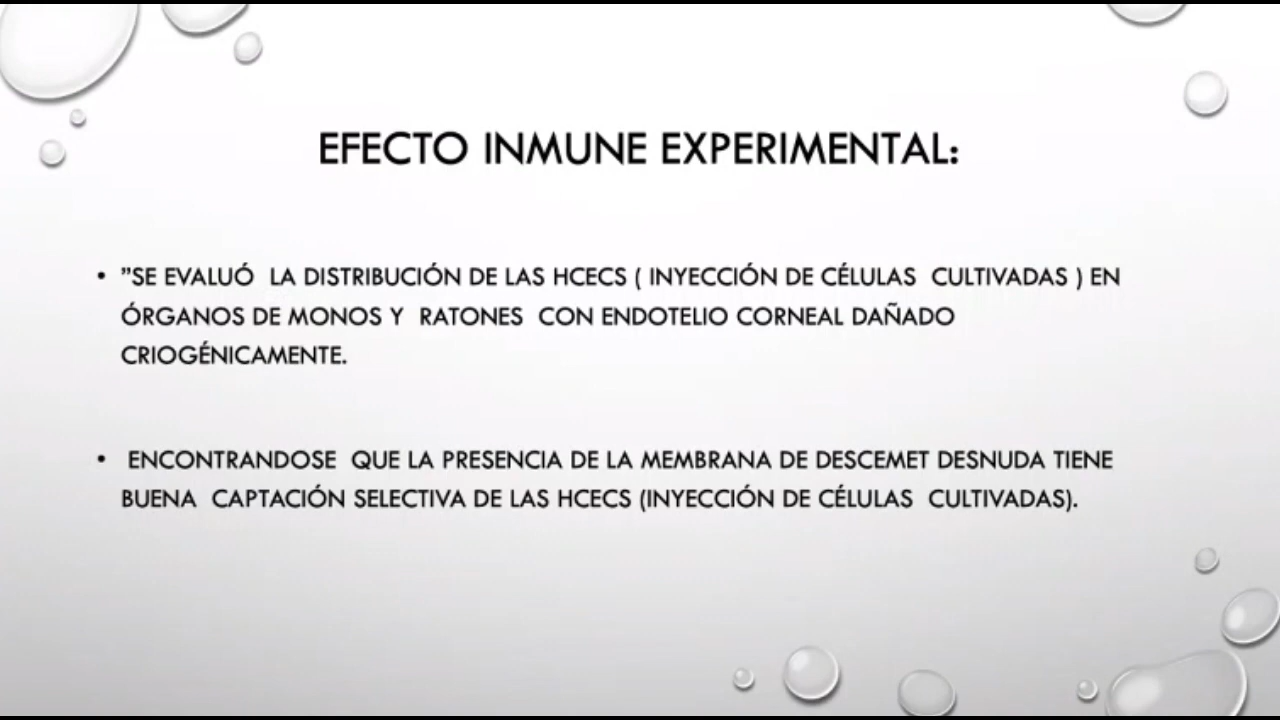 EFECTO INMUNE EXPERIMENTAL:
• ”SE EVALUÓ LA DISTRIBUCIÓN DE LAS HCECS ( INYECCIÓN DE CÉLULAS CULTIVADAS ) EN
ÓRGANOS DE MONOS Y RATONES CON ENDOTELIO CORNEAL DAÑADO
CRIOGÉNICAMENTE.
• ENCONTRANDOSE QUE LA PRESENCIA DE LA MEMBRANA DE DESCEMET DESNUDA TIENE
BUENA CAPTACIÓN SELECTIVA DE LAS HCECS (INYECCIÓN DE CÉLULAS CULTIVADAS).